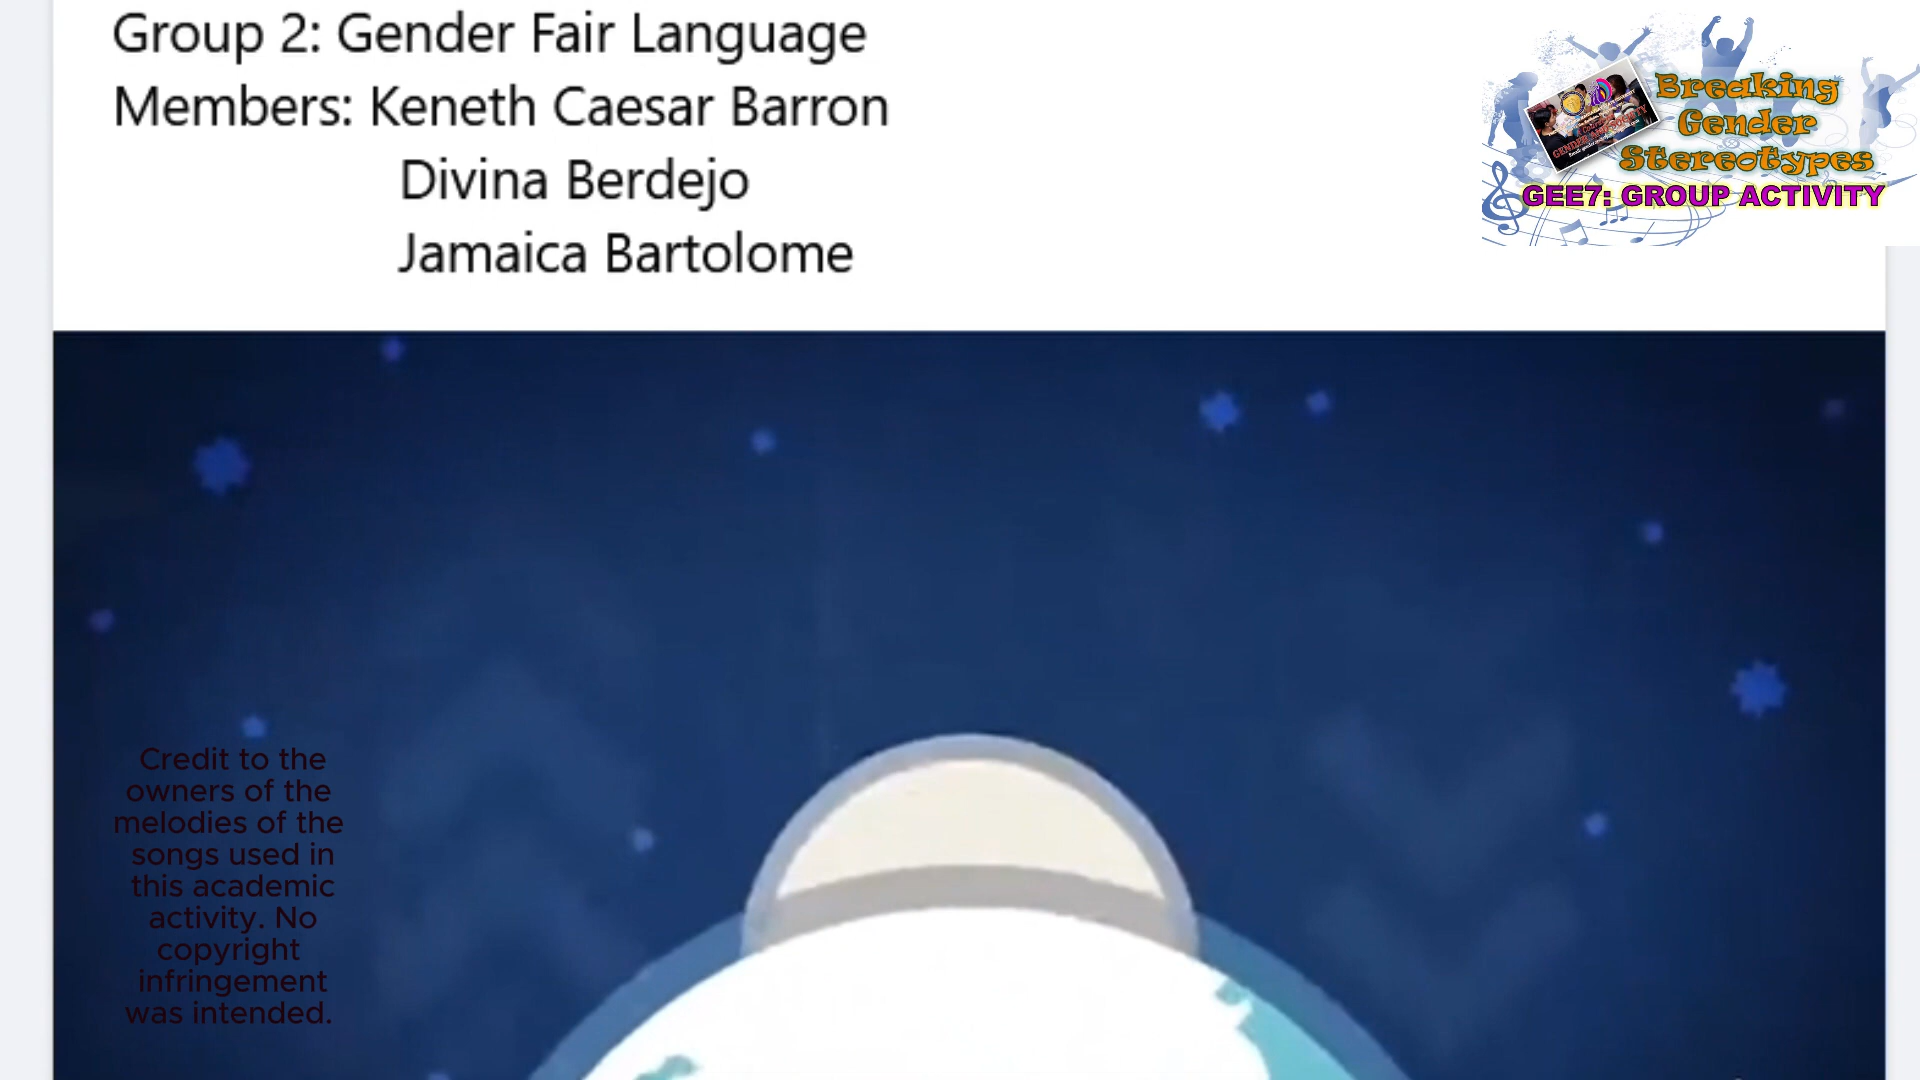 Group 2: Gender Fair Language
Members: Keneth Caesar Barron
Divina Berdejo
Jamaica Bartolome
Breaking
Gender
Stereotypes
GEE7: GROUP ACTIVITY
Credit to the
owners of the
melodies of the
songs used in
this academic
activity. No
copyright
infringement
was intended.